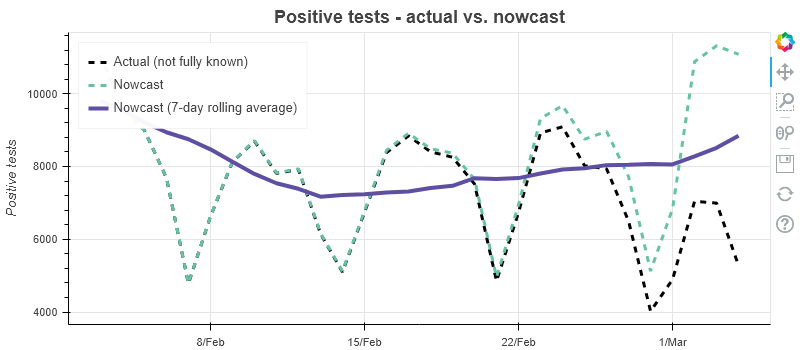 Positive tests - actual vs. nowcast
Actual (not fully known)
Nowcast
Nowcast (7-day rolling average)
Positive tests
10000
8000
6000
4000
8/Feb
15/Feb
22/Feb
1/Mar